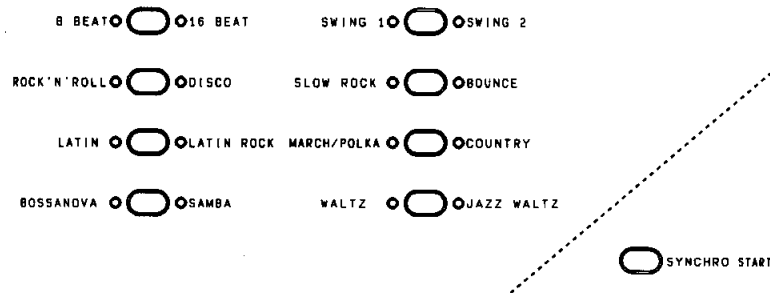 8 BEAT 16 BEAT SWING 1 SWING 2
ROCK'N'ROLL DISCO SLOW ROCK BOUNCE
LATIN LATIN ROCK MARCH/POLKA COUNTRY
BOSSANOVA SAMBA WALTZ JAZZ WALTZ
SYNCHRO START